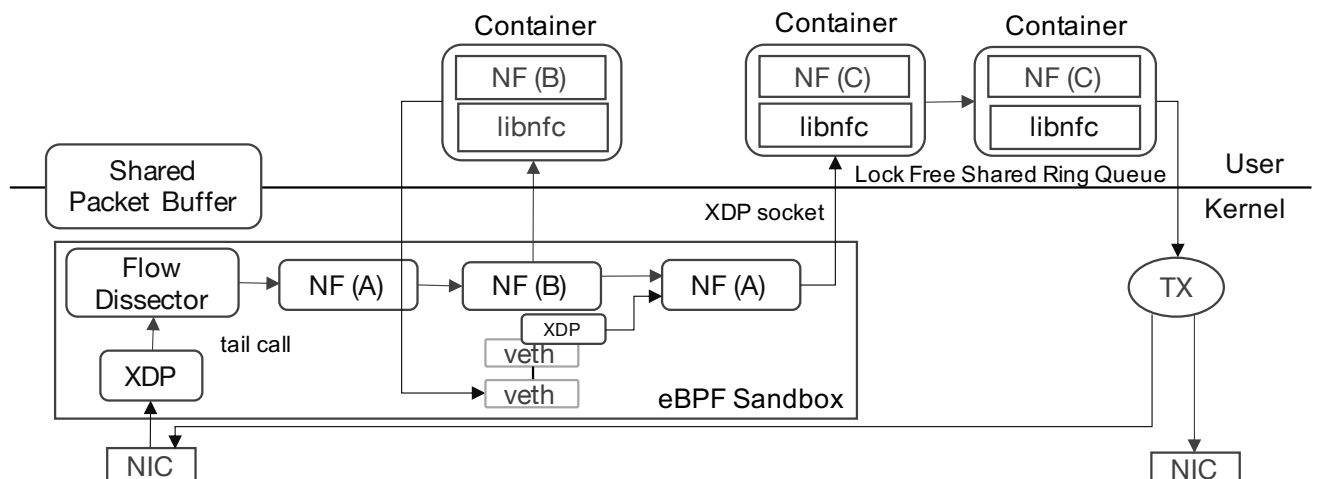 Container
Container
Container
NF (B)
NF (C)
NF (C)
libnfc
libnfc
libnfc
Shared
Packet Buffer
Lock Free Shared Ring Queue
User
XDP socket
Kernel
Flow
Dissector
NF (A)
NF (B)
NF (A)
TX
XDP
tail call
veth
XDP
veth
eBPF Sandbox
NIC
NIC